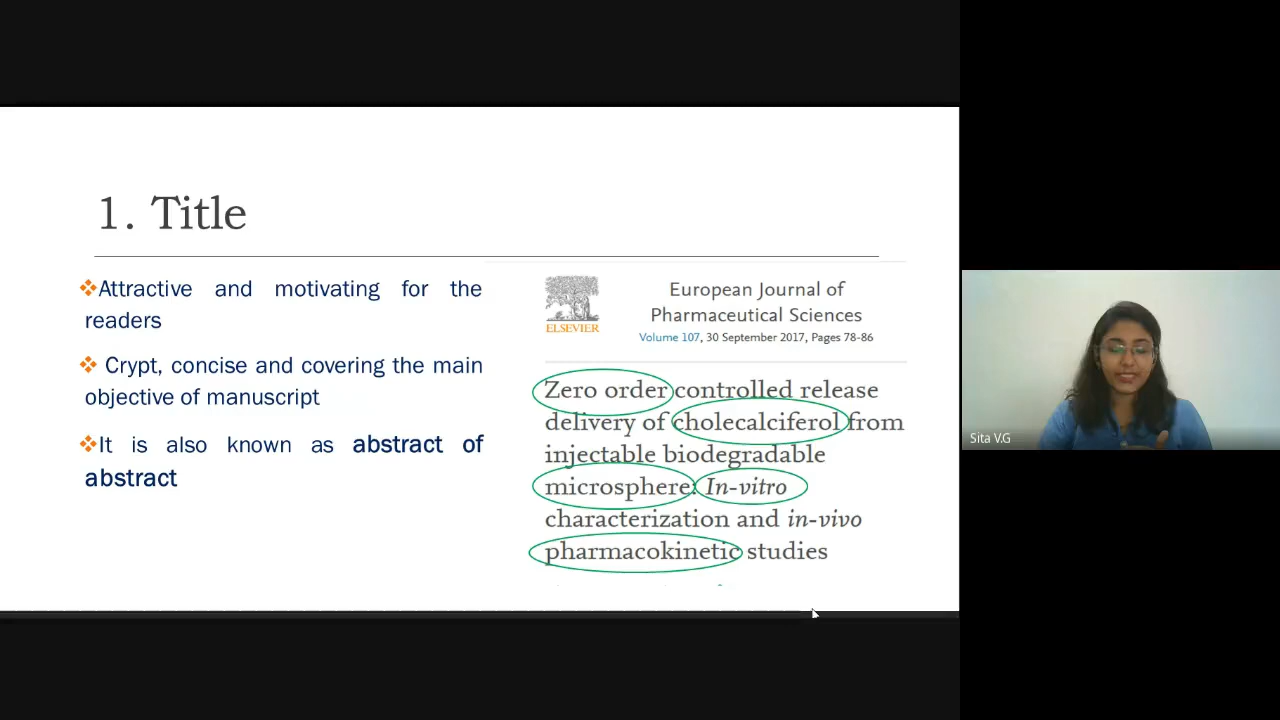 1. Title
❖Attractive and motivating for the
readers
❖ Crypt, concise and covering the main
objective of manuscript
❖It is also known as abstract of
abstract
ELSEVIER
European Journal of
Pharmaceutical Sciences
Volume 107, 30 September 2017, Pages 78-86
Zero order controlled release
delivery of cholecalciferol from
injectable biodegradable
microsphere: In-vitro
characterization and in-vivo
pharmacokinetic studies
Sita V.G